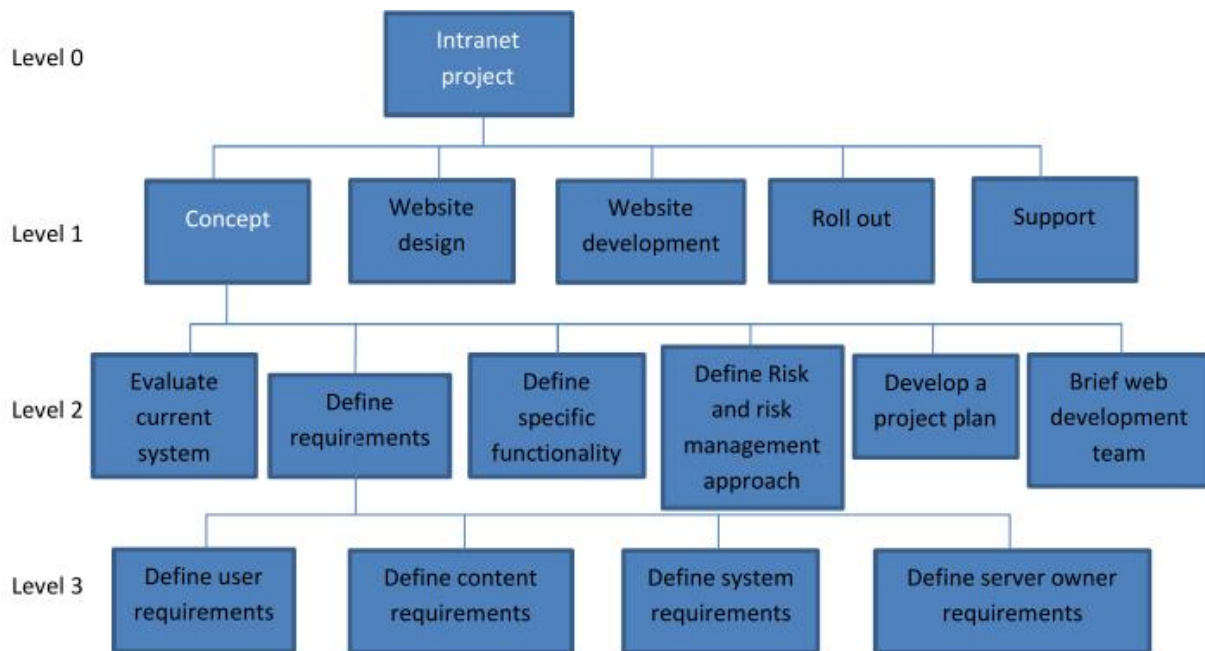 Level 0
Intranet
project
Level 1
Concept
Website
design
Website
development
Roll out
Support
Level 2
Evaluate
current
system
Define
requirements
Define
specific
functionality
Define Risk
and risk
management
approach
Develop a
project plan
Brief web
development
team
Level 3
Define user
requirements
Define content
requirements
Define system
requirements
Define server owner
requirements